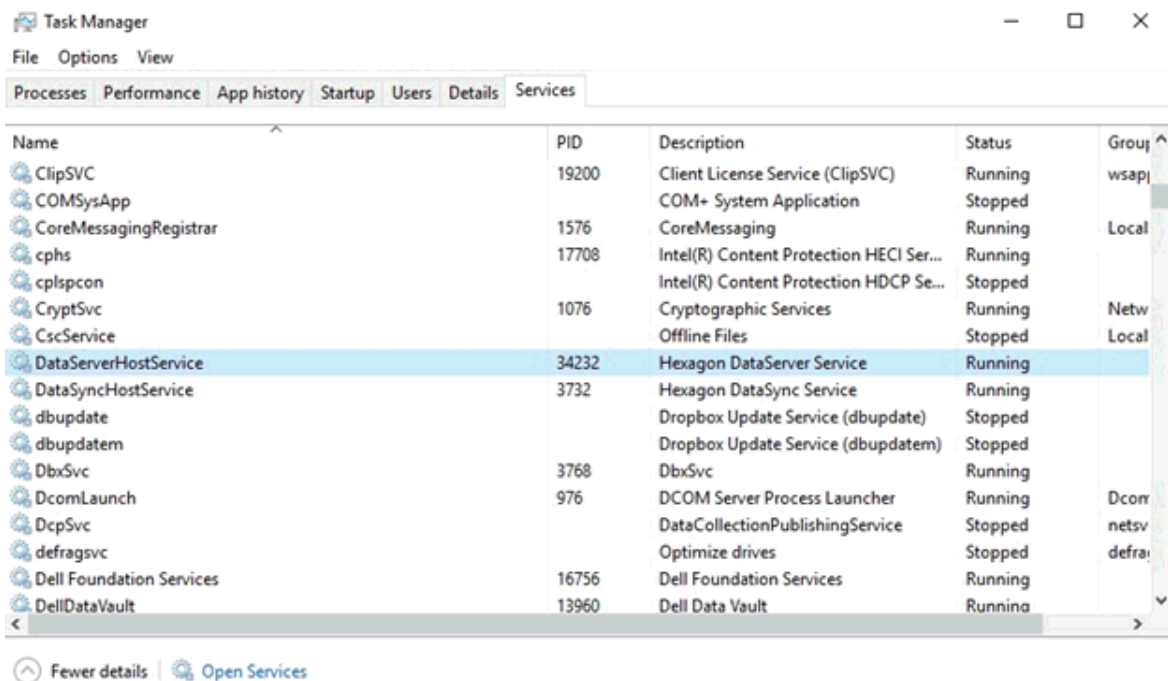 Task Manager
File Options View
Processes Performance App history Startup Users Details Services
Name PID Description Status Group
ClipSVC 19200 Client License Service (ClipSVC) Running wsapp
COMSysApp COM+ System Application Stopped
CoreMessagingRegistrar 1576 CoreMessaging Running Local
cphs 17708 Intel(R) Content Protection HECI Ser... Running
cplspcon Intel(R) Content Protection HDCP Se... Stopped
CryptSvc 1076 Cryptographic Services Running Netw
CscService Offline Files Stopped Local
DataServerHostService 34232 Hexagon DataServer Service Running
DataSyncHostService 3732 Hexagon DataSync Service Running
dbupdate Dropbox Update Service (dbupdate) Stopped
dbupdatem Dropbox Update Service (dbupdatem) Stopped
DbxSvc 3768 DbxSvc Running
DcomLaunch 976 DCOM Server Process Launcher Running Dcom
DcpSvc DataCollectionPublishingService Stopped netsv
defragsvc Optimize drives Stopped defrag
Dell Foundation Services 16756 Dell Foundation Services Running
DellDataVault 13960 Dell Data Vault Running
Fewer details Open Services